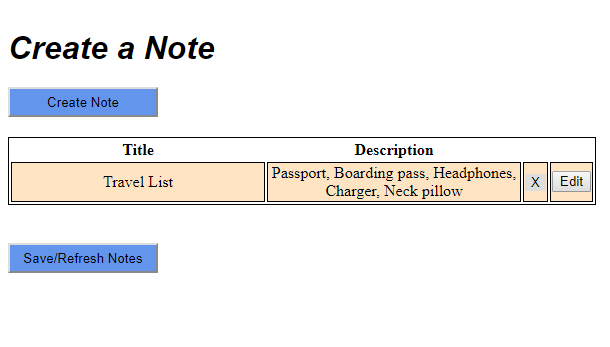 Create a Note
Create Note
Title Description
Travel List Passport, Boarding pass, Headphones, X Edit
Charger, Neck pillow
Save/Refresh Notes